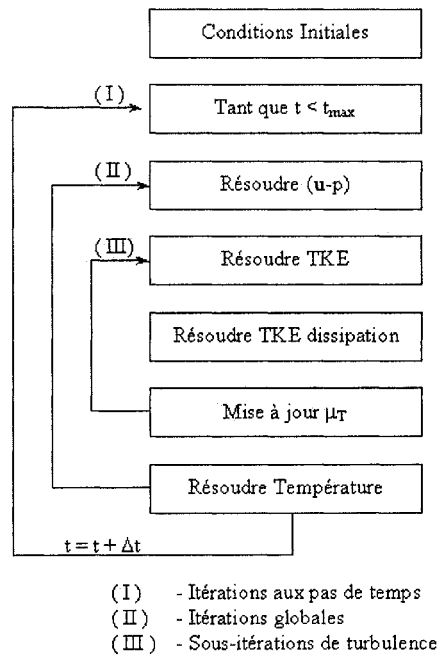 Conditions Initiales
(I)
Tant que t < tmax
(II)
Résoudre (u-p)
(III)
Résoudre TKE
Résoudre TKE dissipation
Mise à jour μT
Résoudre Température
t = t + Δt
(I) - Itérations aux pas de temps
(II) - Itérations globales
(III) - Sous-itérations de turbulence